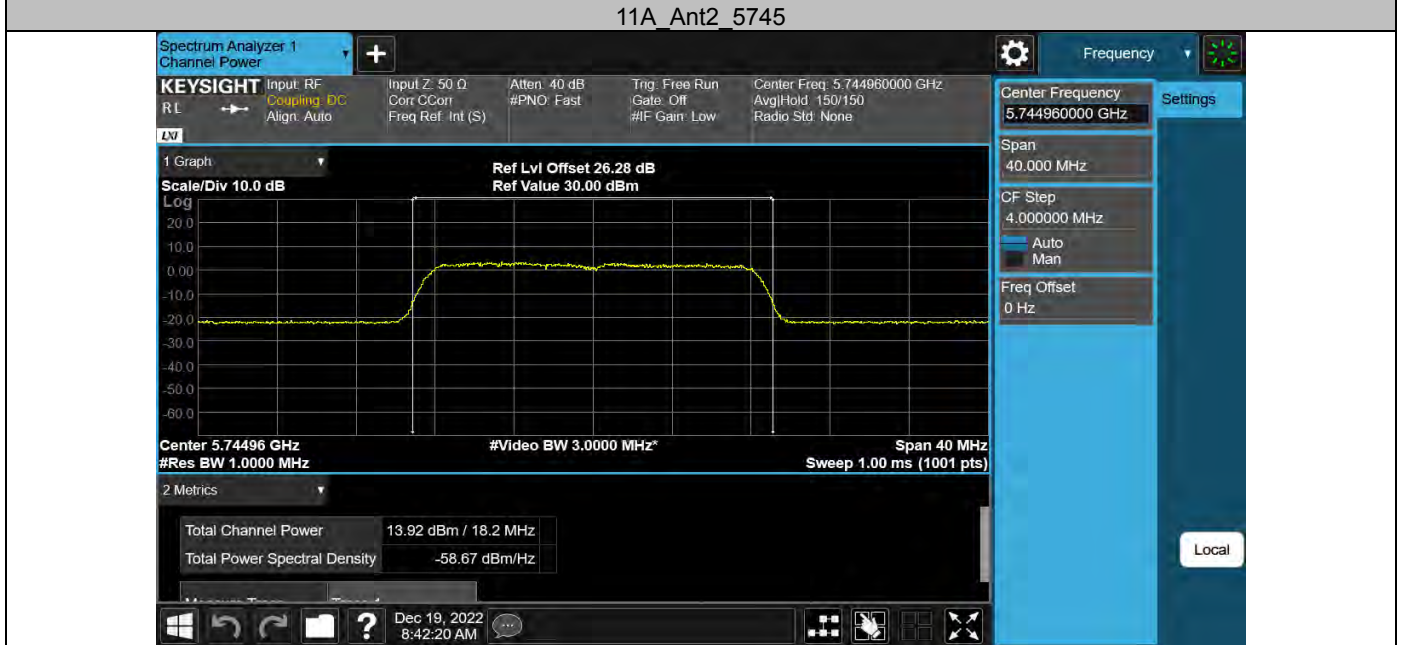 11A_Ant2_5745
Spectrum Analyzer 1
Channel Power
Frequency
KEYSIGHT
Input: RF
Coupling: DC
Align: Auto
Input Z: 50 Ω
Corr CCorr
Freq Ref: Int (S)
Atten: 40 dB
#PNO: Fast
Trig: Free Run
Gate: Off
#IF Gain: Low
Center Freq: 5.744960000 GHz
Avg|Hold: 150/150
Radio Std: None
R L
LXI
Center Frequency
5.744960000 GHz
Settings
Span
40.000 MHz
CF Step
4.000000 MHz
Auto
Man
Freq Offset
0 Hz
1 Graph
Scale/Div 10.0 dB
Ref Lvl Offset 26.28 dB
Ref Value 30.00 dBm
Log
20.0
10.0
0.00
-10.0
-20.0
-30.0
-40.0
-50.0
-60.0
Center 5.74496 GHz
#Video BW 3.0000 MHz*
Span 40 MHz
#Res BW 1.0000 MHz
Sweep 1.00 ms (1001 pts)
2 Metrics
Total Channel Power 13.92 dBm / 18.2 MHz
Total Power Spectral Density -58.67 dBm/Hz
Local
?
Dec 19, 2022
8:42:20 AM